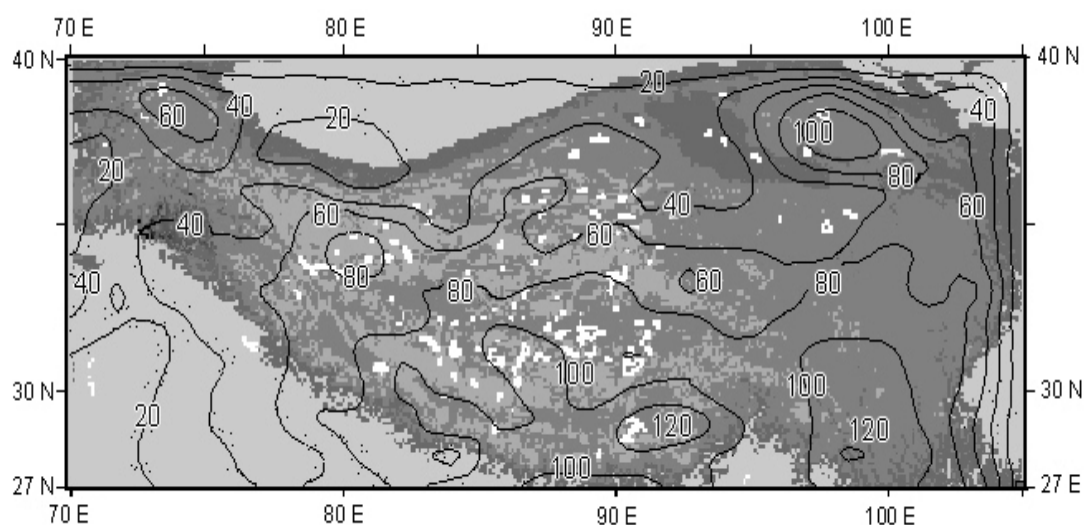 70 E 80 E 90 E 100 E
40 N 40 N
20
60 40 20 100 40
20 80
40 60 40 60 60
40 80 80 60 80
30 N 20 100 100 30 N
120 120
27 N 100 27 E
70 E 80 E 90 E 100 E